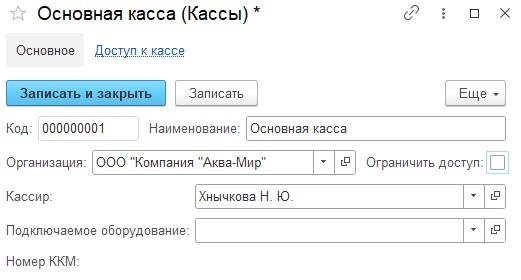 Основная касса (Кассы) *
Основное Доступ к кассе
Записать и закрыть Записать Еще
Код: 000000001 Наименование: Основная касса
Организация: ООО "Компания "Аква-Мир" Ограничить доступ:
Кассир: Хнычкова Н. Ю.
Подключаемое оборудование:
Номер ККМ: